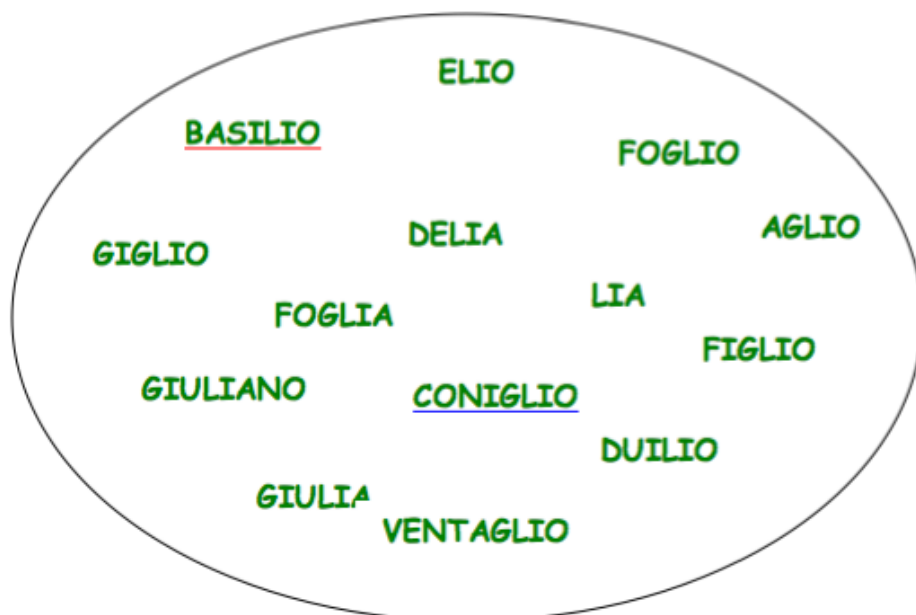 ELIO
BASILIO
FOGLIO
AGLIO
DELIA
GIGLIO
LIA
FOGLIA
FIGLIO
GIULIANO
CONIGLIO
DUILIO
GIULIA
VENTAGLIO